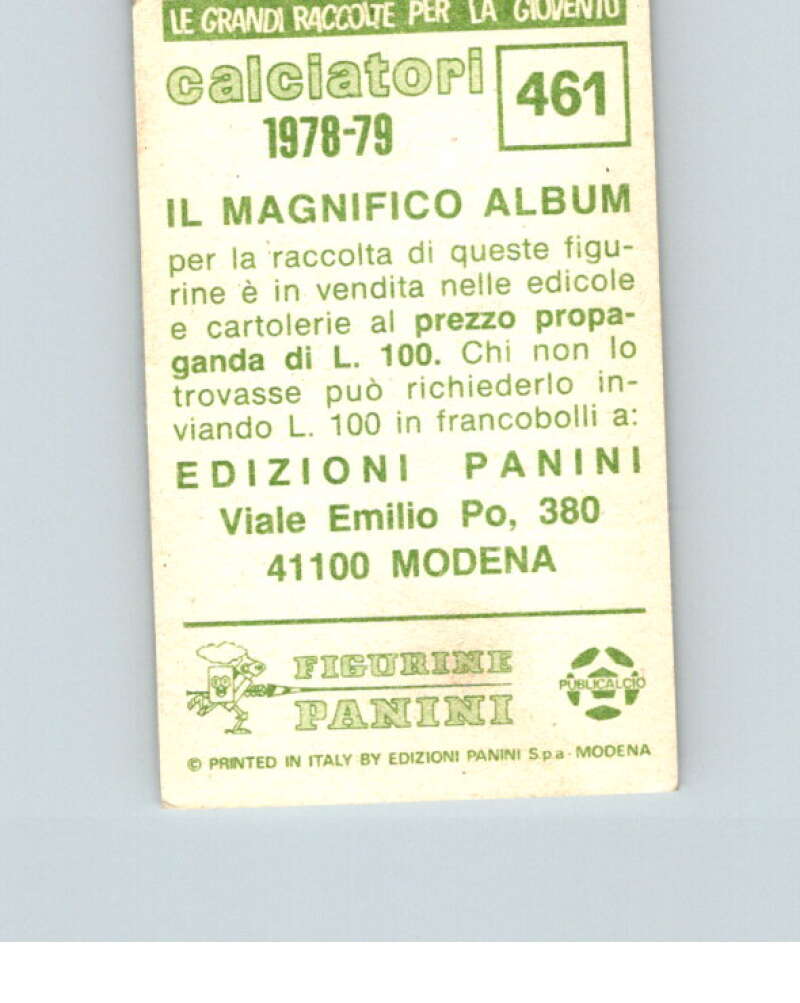 LE GRANDI RACCOLTE PER LA GIOVENTÙ
calciatori
1978-79
461
IL MAGNIFICO ALBUM
per la raccolta di queste figu-
rine è in vendita nelle edicole
e cartolerie al prezzo propa-
ganda di L. 100. Chi non lo
trovasse può richiederlo in-
viando L. 100 in francobolli a:
EDIZIONI PANINI
Viale Emilio Po, 380
41100 MODENA
FIGURINE
PANINI
PUBLICALCIO
© PRINTED IN ITALY BY EDIZIONI PANINI S.p.a - MODENA